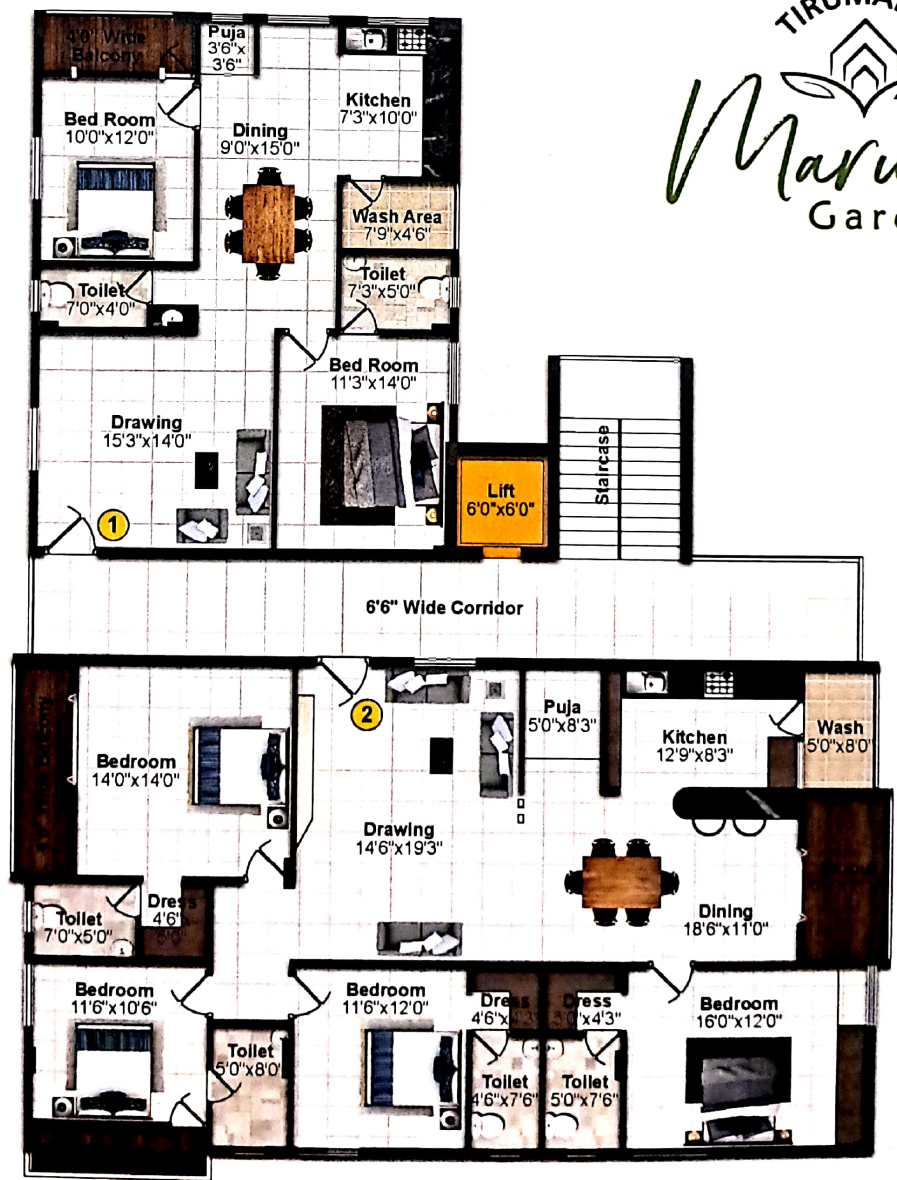 4'0" Wide
Balcony
Puja
3'6"x
3'6"
Kitchen
7'3"x10'0"
Bed Room
10'0"x12'0"
Dining
9'0"x15'0"
Wash Area
7'9"x4'6"
Toilet
7'0"x4'0"
Toilet
7'3"x5'0"
Bed Room
11'3"x14'0"
Drawing
15'3"x14'0"
1
Lift
6'0"x6'0"
Staircase
6'6" Wide Corridor
2
Puja
5'0"x8'3"
Kitchen
12'9"x8'3"
Wash
5'0"x8'0"
Bedroom
14'0"x14'0"
Drawing
14'6"x19'3"
Toilet
7'0"x5'0"
Dress
4'6"x
Dining
18'6"x11'0"
Bedroom
11'6"x10'6"
Bedroom
11'6"x12'0"
Dress
4'6"x4'3"
Dress
5'0"x4'3"
Bedroom
16'0"x12'0"
Toilet
5'0"x8'0"
Toilet
4'6"x7'6"
Toilet
5'0"x7'6"